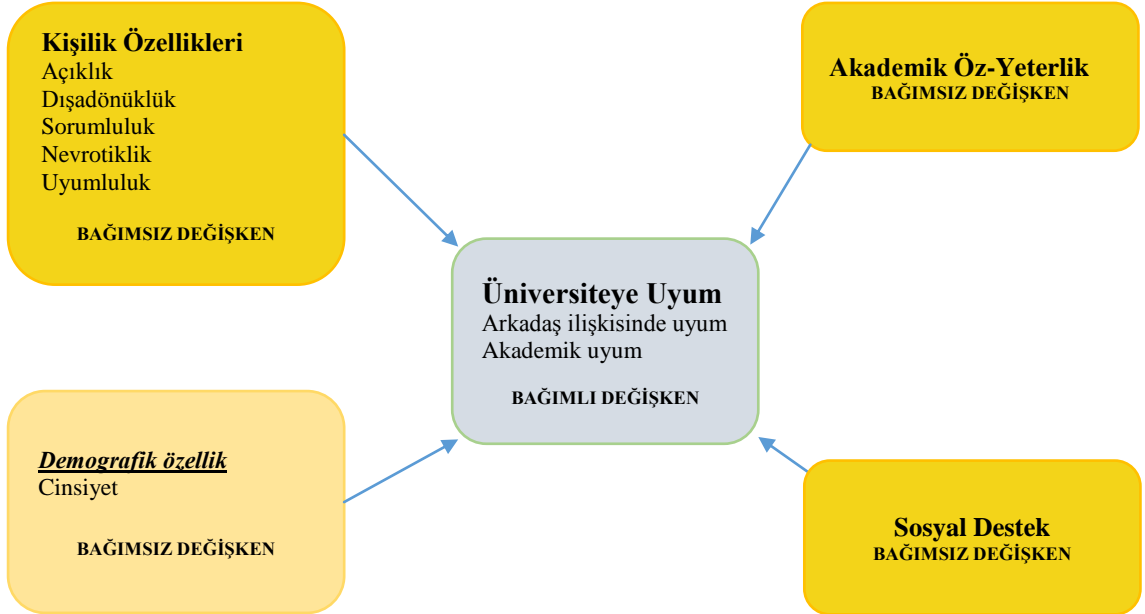 Kişilik Özellikleri
Açıklık
Dışadönüklük
Sorumluluk
Nevrotiklik
Uyumluluk
BAĞIMSIZ DEĞİŞKEN
Akademik Öz-Yeterlik
BAĞIMSIZ DEĞİŞKEN
Üniversiteye Uyum
Arkadaş ilişkisinde uyum
Akademik uyum
BAĞIMLI DEĞİŞKEN
Demografik özellik
Cinsiyet
BAĞIMSIZ DEĞİŞKEN
Sosyal Destek
BAĞIMSIZ DEĞİŞKEN